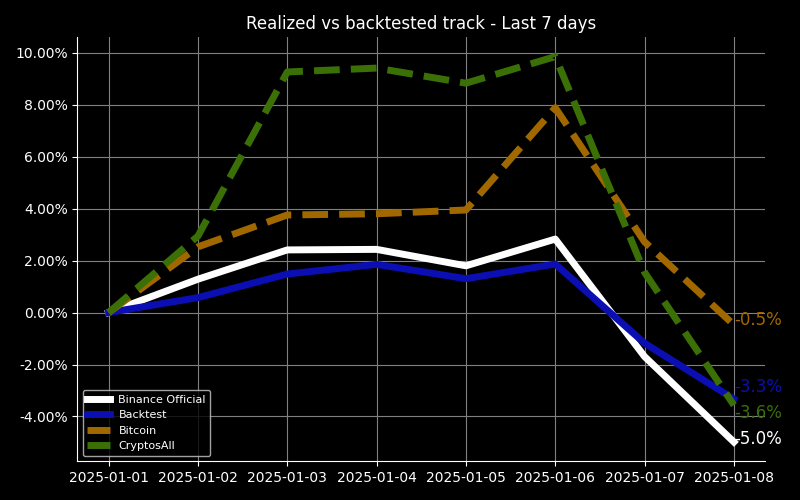 Realized vs backtested track - Last 7 days
10.00%
8.00%
6.00%
4.00%
2.00%
0.00%
-2.00%
-4.00%
-0.5%
-3.3%
-3.6%
-5.0%
Binance Official
Backtest
Bitcoin
CryptosAll
2025-01-01 2025-01-02 2025-01-03 2025-01-04 2025-01-05 2025-01-06 2025-01-07 2025-01-08